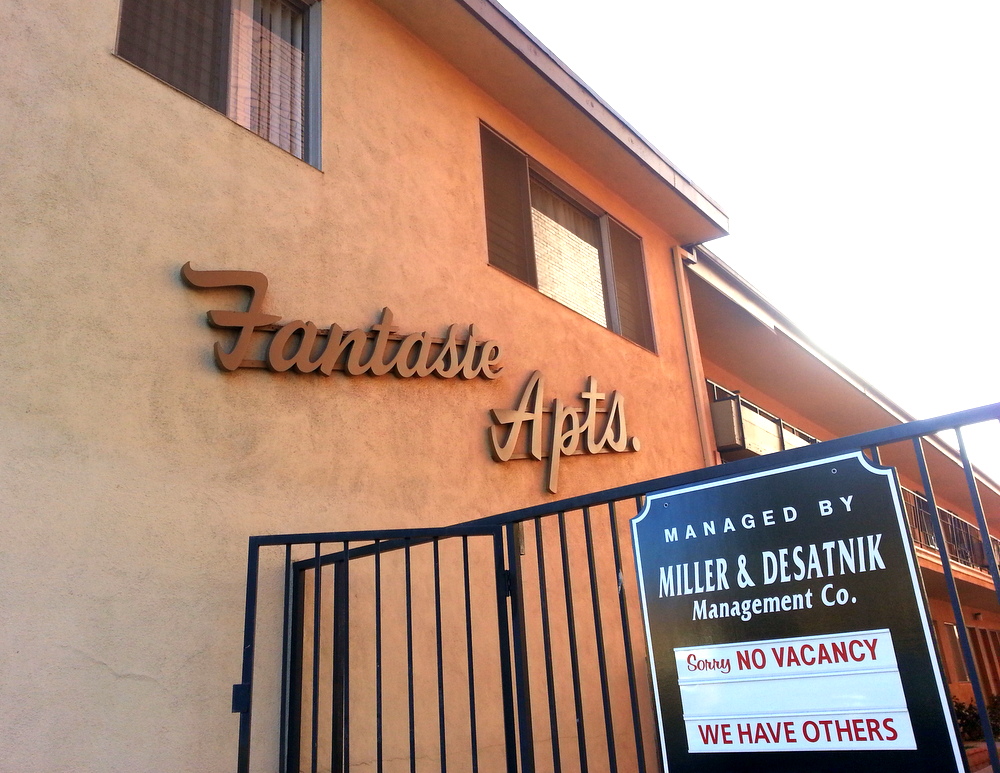 Fantasie
Apts.
MANAGED BY
MILLER & DESATNIK
Management Co.
Sorry NO VACANCY
WE HAVE OTHERS